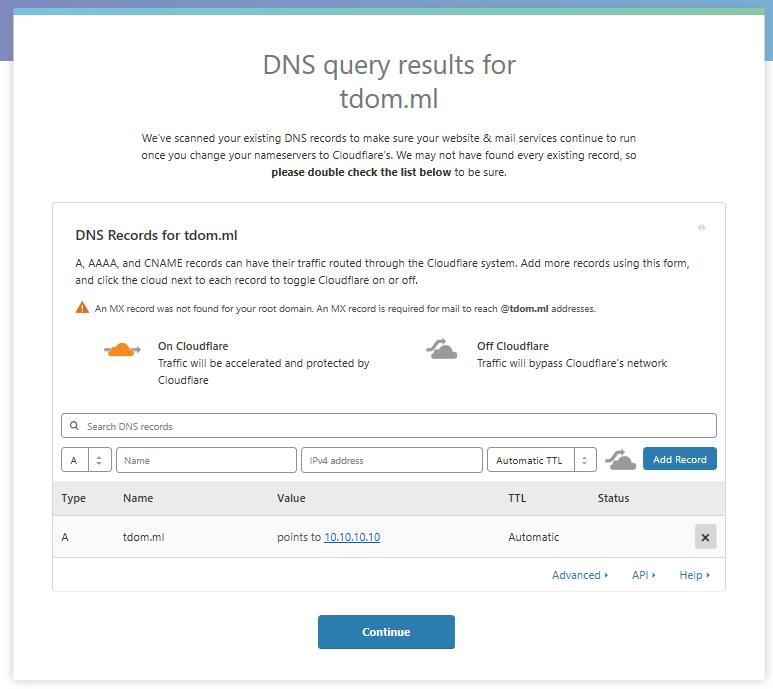 DNS query results for
tdom.ml
We've scanned your existing DNS records to make sure your website & mail services continue to run
once you change your nameservers to Cloudflare's. We may not have found every existing record, so
please double check the list below to be sure.
DNS Records for tdom.ml
A, AAAA, and CNAME records can have their traffic routed through the Cloudflare system. Add more records using this form,
and click the cloud next to each record to toggle Cloudflare on or off.
An MX record was not found for your root domain. An MX record is required for mail to reach @tdom.ml addresses.
On Cloudflare
Traffic will be accelerated and protected by
Cloudflare
Off Cloudflare
Traffic will bypass Cloudflare's network
Search DNS records
A Name IPv4 address Automatic TTL Add Record
Type Name Value TTL Status
A tdom.ml points to 10.10.10.10 Automatic
Advanced API Help
Continue